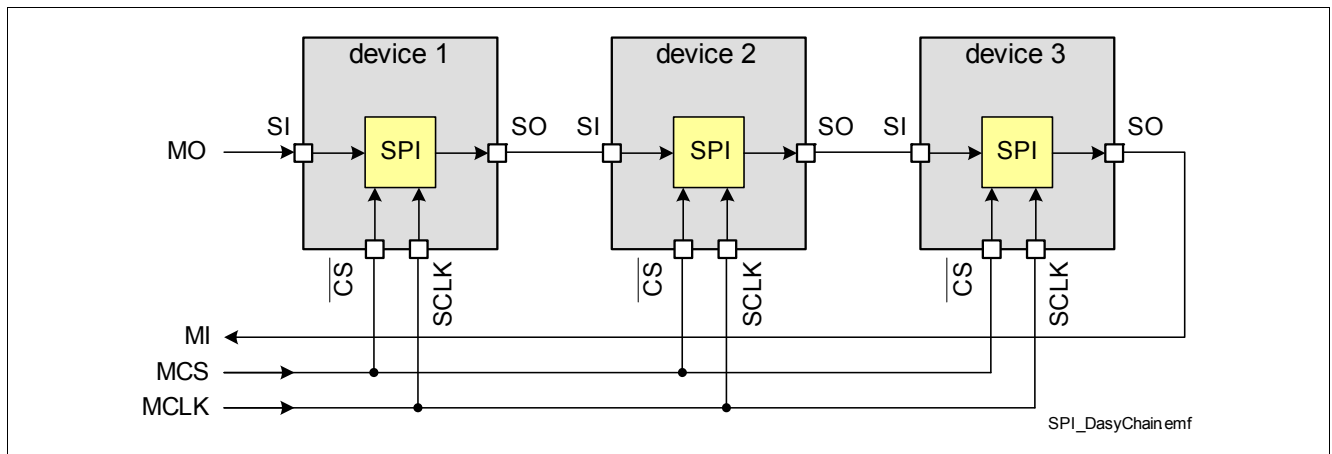 device 1
device 2
device 3
MO
SI
SPI
SO
SI
SPI
SO
SI
SPI
SO
CS
SCLK
CS
SCLK
CS
SCLK
MI
MCS
MCLK
SPI_DasyChain.emf